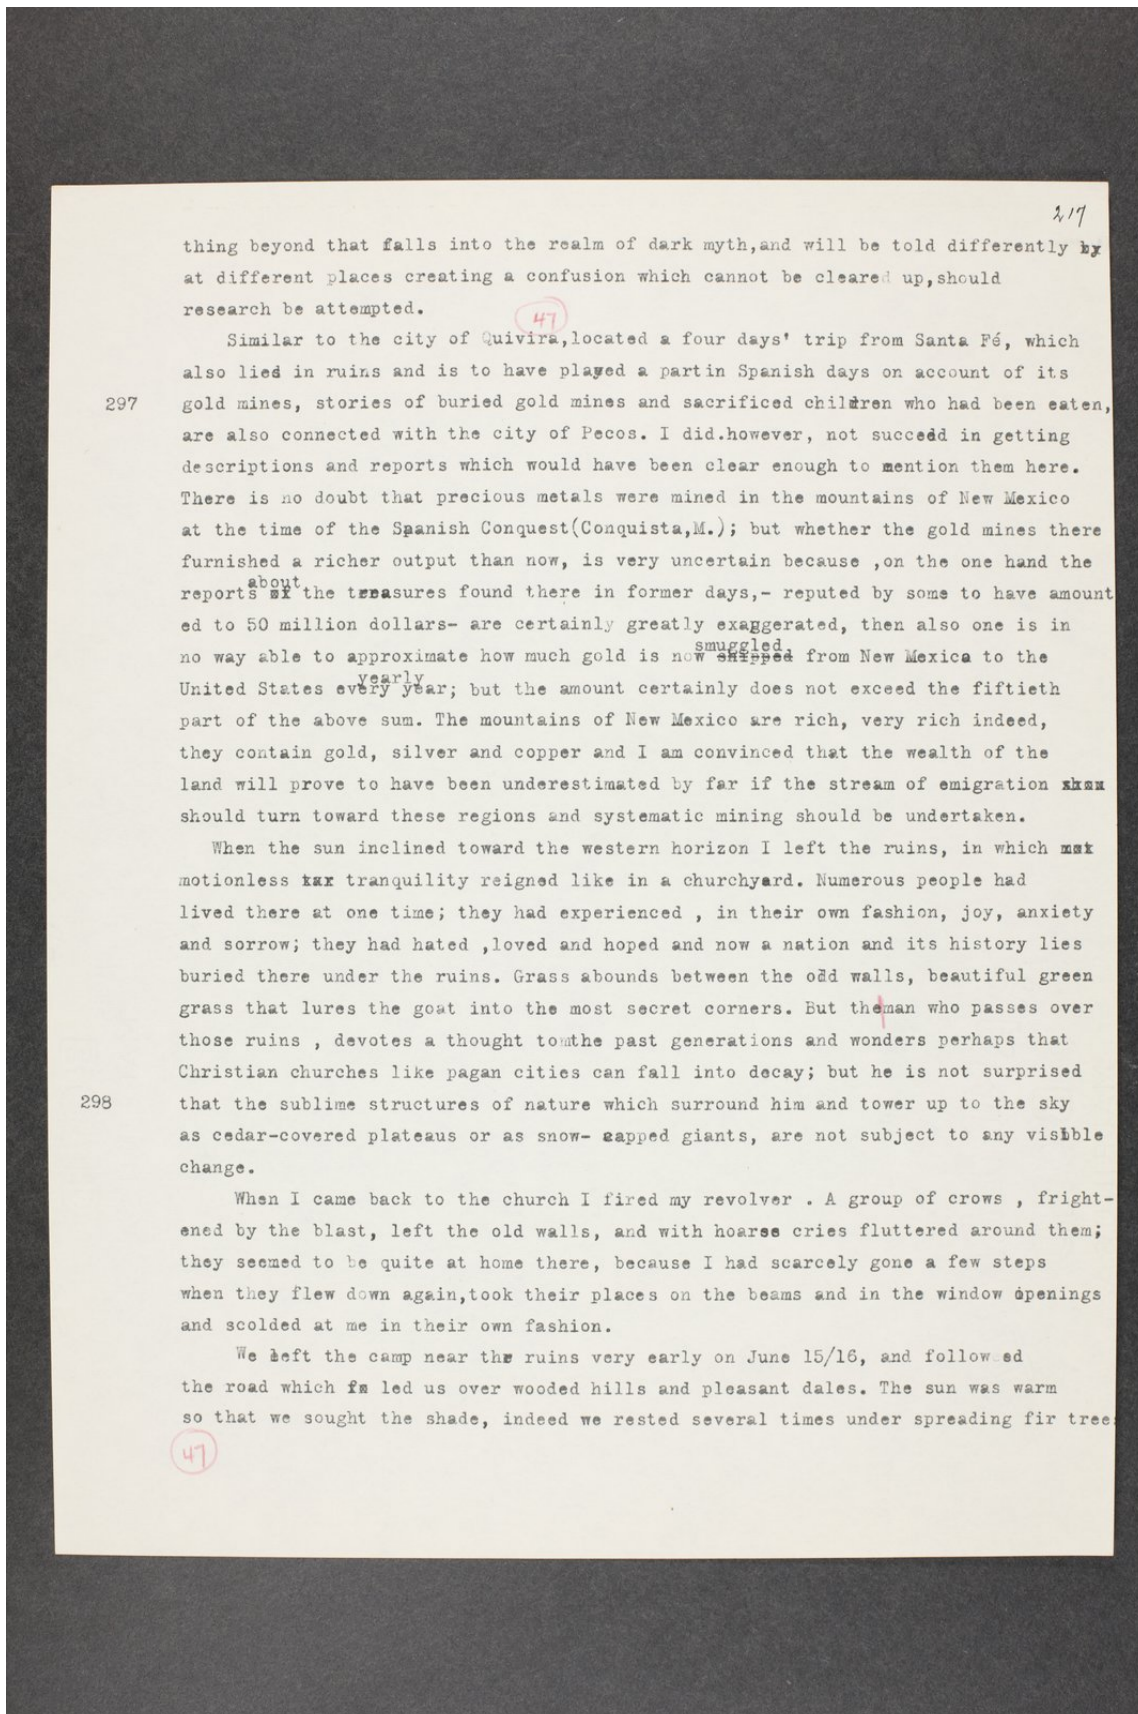 217
thing beyond that falls into the realm of dark myth,and will be told differently by
at different places creating a confusion which cannot be cleared up,should
research be attempted.
47
Similar to the city of Quivira,located a four days' trip from Santa Fé, which
also lied in ruins and is to have played a partin Spanish days on account of its
297 gold mines, stories of buried gold mines and sacrificed children who had been eaten,
are also connected with the city of Pecos. I did.however, not succedd in getting
descriptions and reports which would have been clear enough to mention them here.
There is no doubt that precious metals were mined in the mountains of New Mexico
at the time of the Spanish Conquest(Conquista,M.); but whether the gold mines there
furnished a richer output than now, is very uncertain because ,on the one hand the
about
reports of the treasures found there in former days,- reputed by some to have amount
ed to 50 million dollars- are certainly greatly exaggerated, then also one is in
smuggled
no way able to approximate how much gold is now shipped from New Mexico to the
yearly
United States every year; but the amount certainly does not exceed the fiftieth
part of the above sum. The mountains of New Mexico are rich, very rich indeed,
they contain gold, silver and copper and I am convinced that the wealth of the
land will prove to have been underestimated by far if the stream of emigration
should turn toward these regions and systematic mining should be undertaken.
When the sun inclined toward the western horizon I left the ruins, in which
motionless tranquility reigned like in a churchyard. Numerous people had
lived there at one time; they had experienced , in their own fashion, joy, anxiety
and sorrow; they had hated ,loved and hoped and now a nation and its history lies
buried there under the ruins. Grass abounds between the odd walls, beautiful green
grass that lures the goat into the most secret corners. But the|man who passes over
those ruins , devotes a thought to the past generations and wonders perhaps that
Christian churches like pagan cities can fall into decay; but he is not surprised
298 that the sublime structures of nature which surround him and tower up to the sky
as cedar-covered plateaus or as snow- capped giants, are not subject to any visible
change.
When I came back to the church I fired my revolver . A group of crows , fright-
ened by the blast, left the old walls, and with hoarse cries fluttered around them;
they seemed to be quite at home there, because I had scarcely gone a few steps
when they flew down again,took their places on the beams and in the window openings
and scolded at me in their own fashion.
We left the camp near the ruins very early on June 15/16, and followed
the road which led us over wooded hills and pleasant dales. The sun was warm
so that we sought the shade, indeed we rested several times under spreading fir tree
47